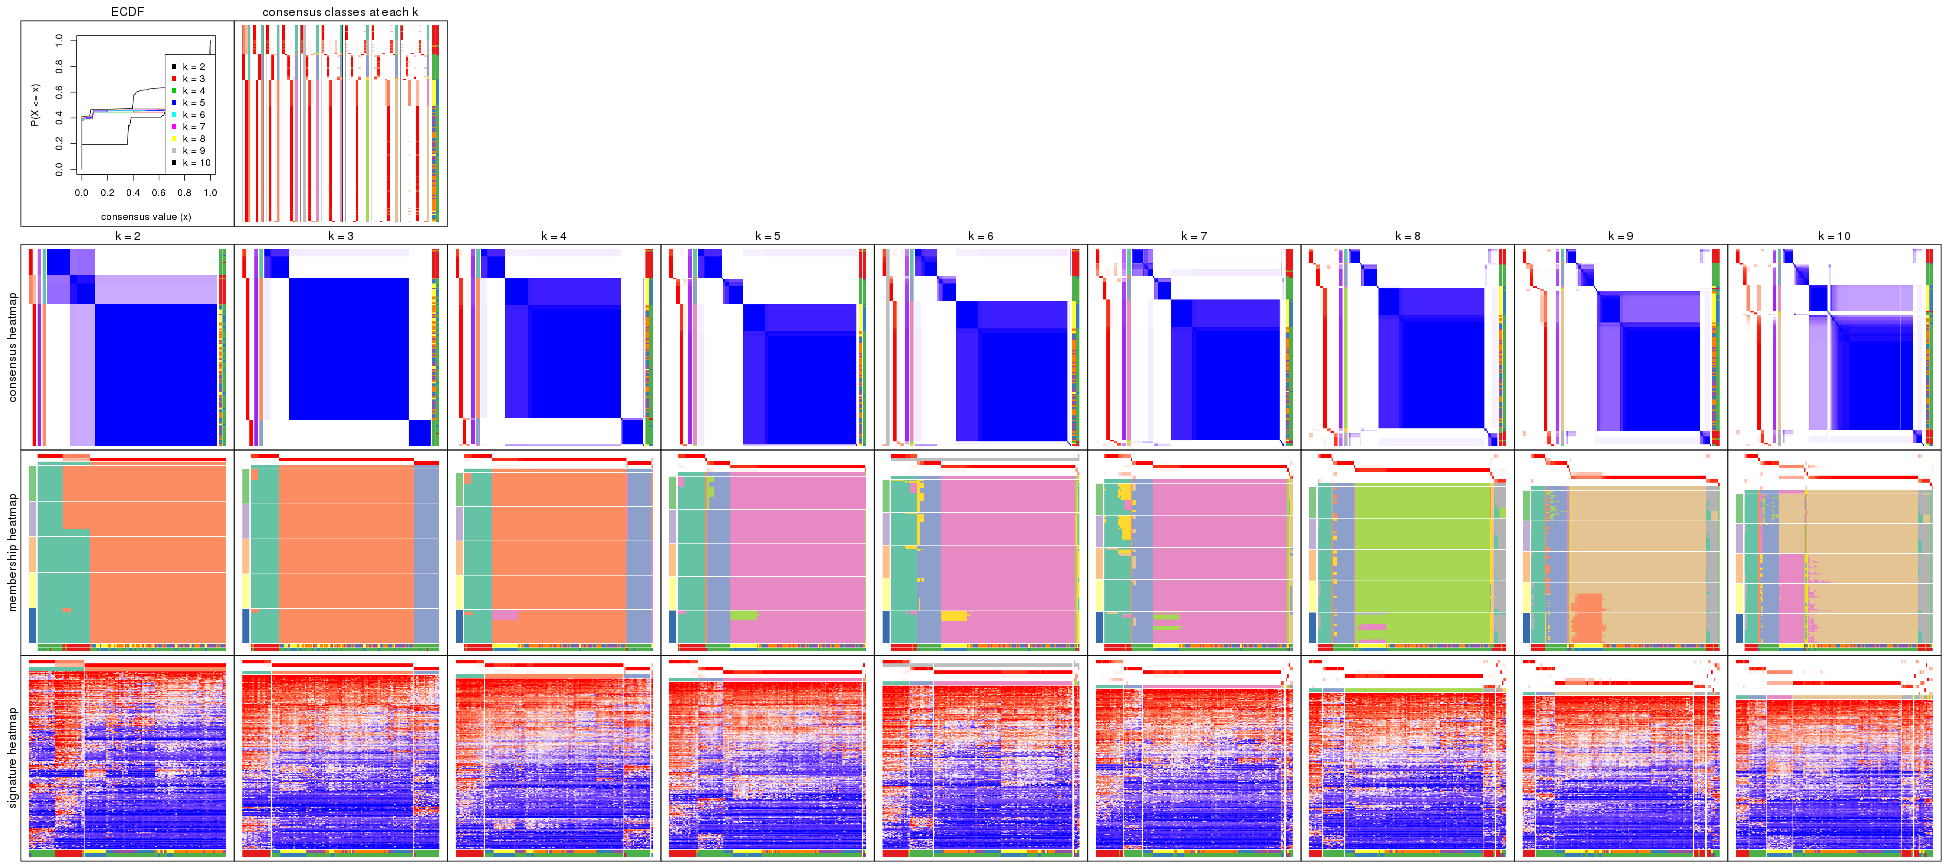 ECDF
consensus classes at each k
P(X <= x)
0.0 0.2 0.4 0.6 0.8 1.0
k = 2
k = 3
k = 4
k = 5
k = 6
k = 7
k = 8
k = 9
k = 10
0.0 0.2 0.4 0.6 0.8 1.0
consensus value (x)
k = 2 k = 3 k = 4 k = 5 k = 6 k = 7 k = 8 k = 9 k = 10
consensus heatmap
membership heatmap
signature heatmap